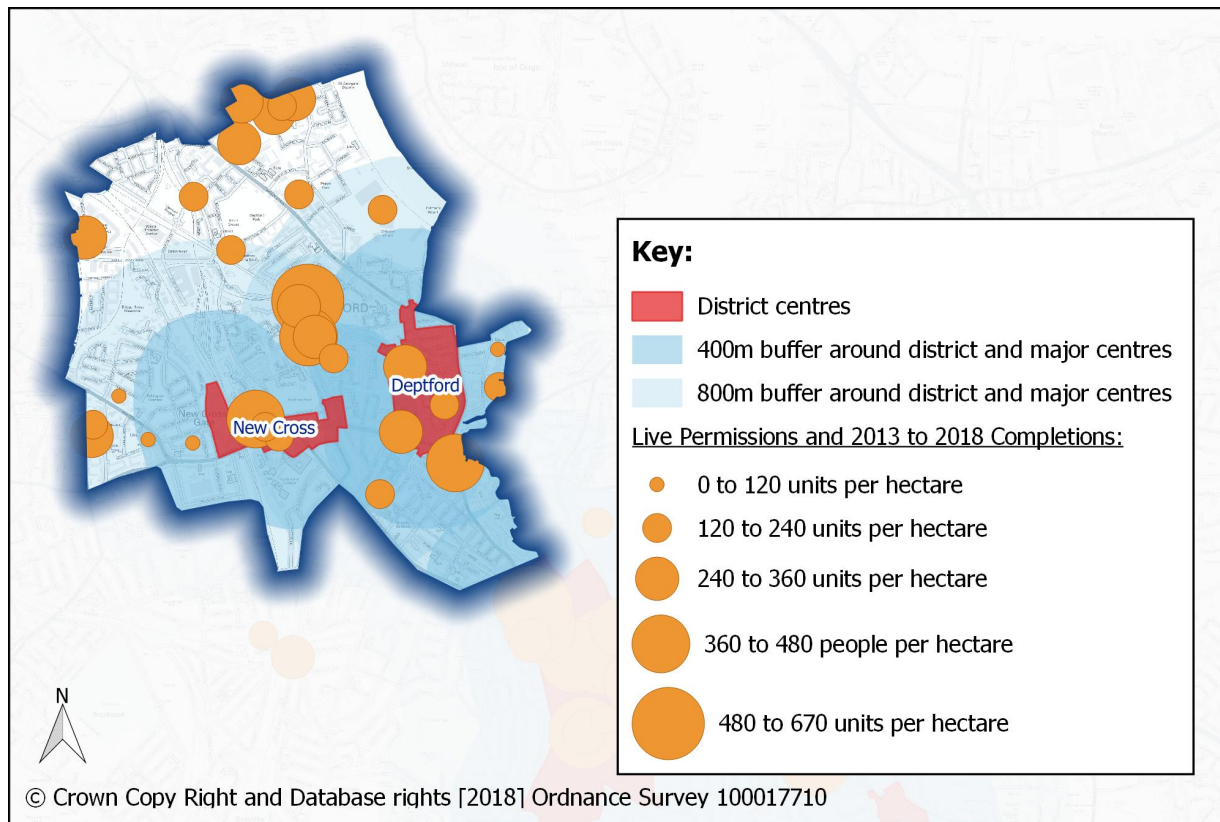 Deptford
New Cross
N
Key:
District centres
400m buffer around district and major centres
800m buffer around district and major centres
Live Permissions and 2013 to 2018 Completions:
0 to 120 units per hectare
120 to 240 units per hectare
240 to 360 units per hectare
360 to 480 people per hectare
480 to 670 units per hectare
© Crown Copy Right and Database rights [2018] Ordnance Survey 100017710